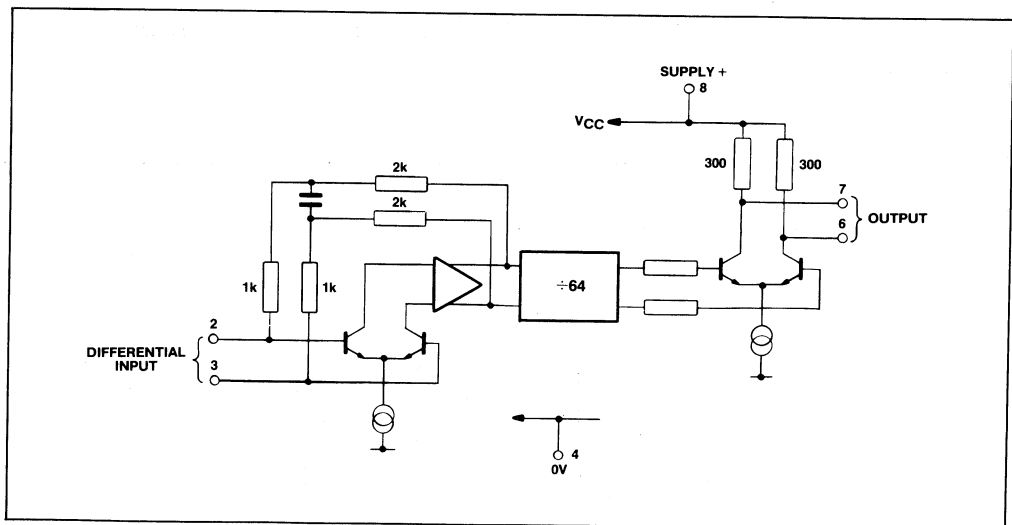 SUPPLY +
8
VCC
300
300
2k
2k
7
OUTPUT
6
÷64
1k
1k
2
DIFFERENTIAL
INPUT
3
4
0V